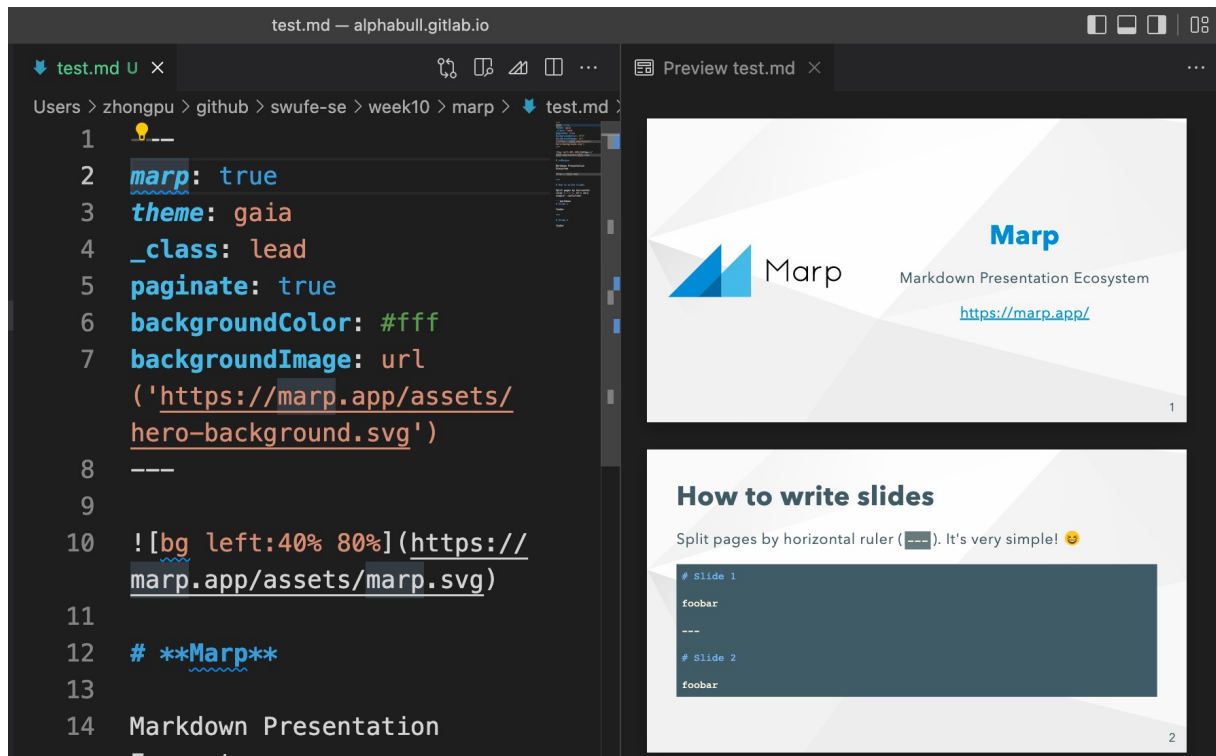 test.md — alphabull.gitlab.io
test.md U
Preview test.md
Users > zhongpu > github > swufe-se > week10 > marp > test.md >
1 ---
2 marp: true
3 theme: gaia
4 _class: lead
5 paginate: true
6 backgroundColor: #fff
7 backgroundImage: url
('https://marp.app/assets/
hero-background.svg')
8 ---
9
10 ![bg left:40% 80%](https://
marp.app/assets/marp.svg)
11
12 # **Marp**
13
14 Markdown Presentation
Marp
Marp
Markdown Presentation Ecosystem
https://marp.app/
1
How to write slides
Split pages by horizontal ruler (---). It's very simple! 😄
# Slide 1
foobar
---
# Slide 2
foobar
2